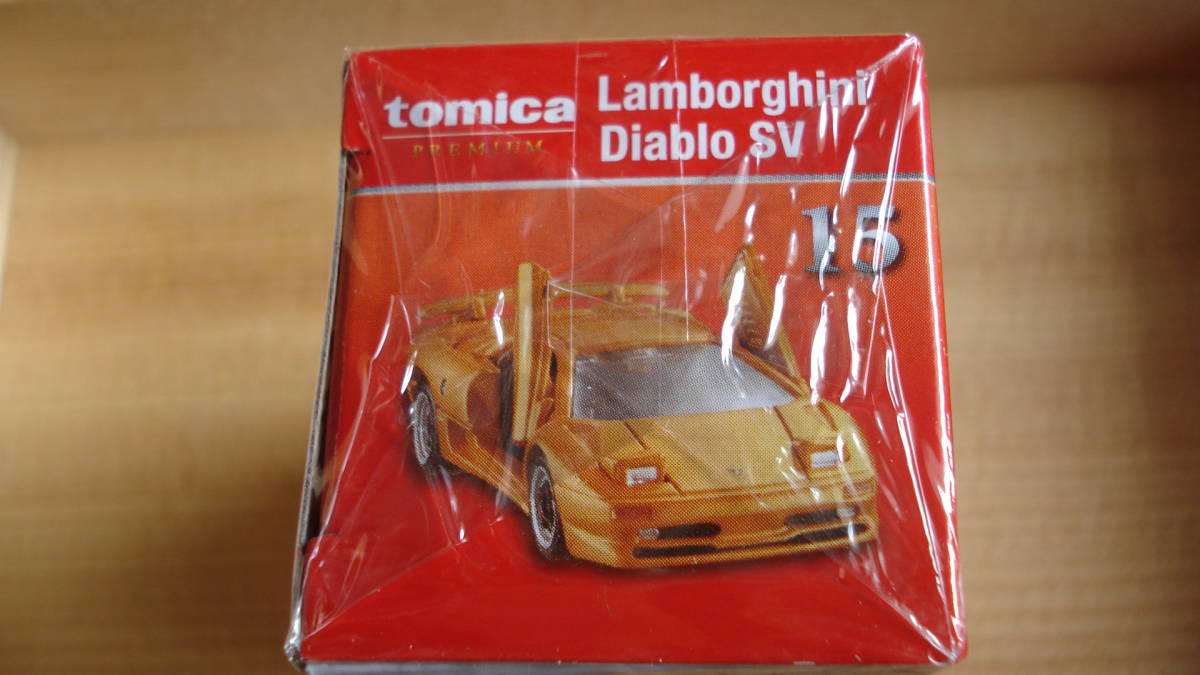 tomica
PREMIUM
Lamborghini
Diablo SV
15